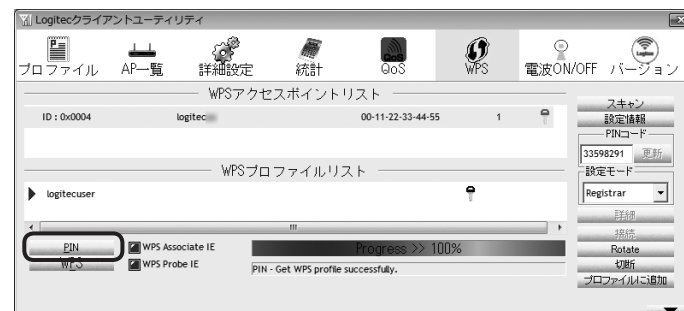 Logitecクライアントユーティリティ
プロファイル AP一覧 詳細設定 統計 QoS WPS 電波ON/OFF バージョン
WPSアクセスポイントリスト
ID : 0x0004 logitec 00-11-22-33-44-55 1
WPSプロファイルリスト
logitecuser
PIN WPS Associate IE Progress >> 100%
WPS WPS Probe IE PIN - Get WPS profile successfully.
スキャン
設定情報
PINコード
33598291 更新
設定モード
Registrar
詳細
接続
Rotate
切断
プロファイルに追加